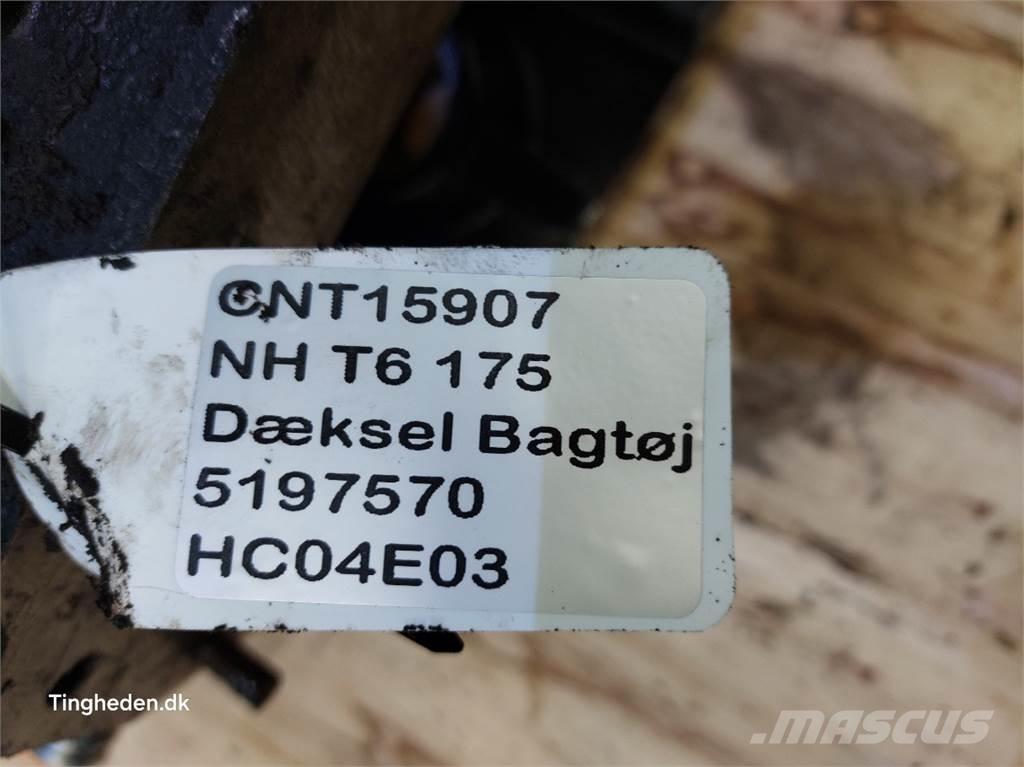 CNT15907
NH T6 175
Dæksel Bagtøj
5197570
HC04E03
Tingheden.dk
MASCUS